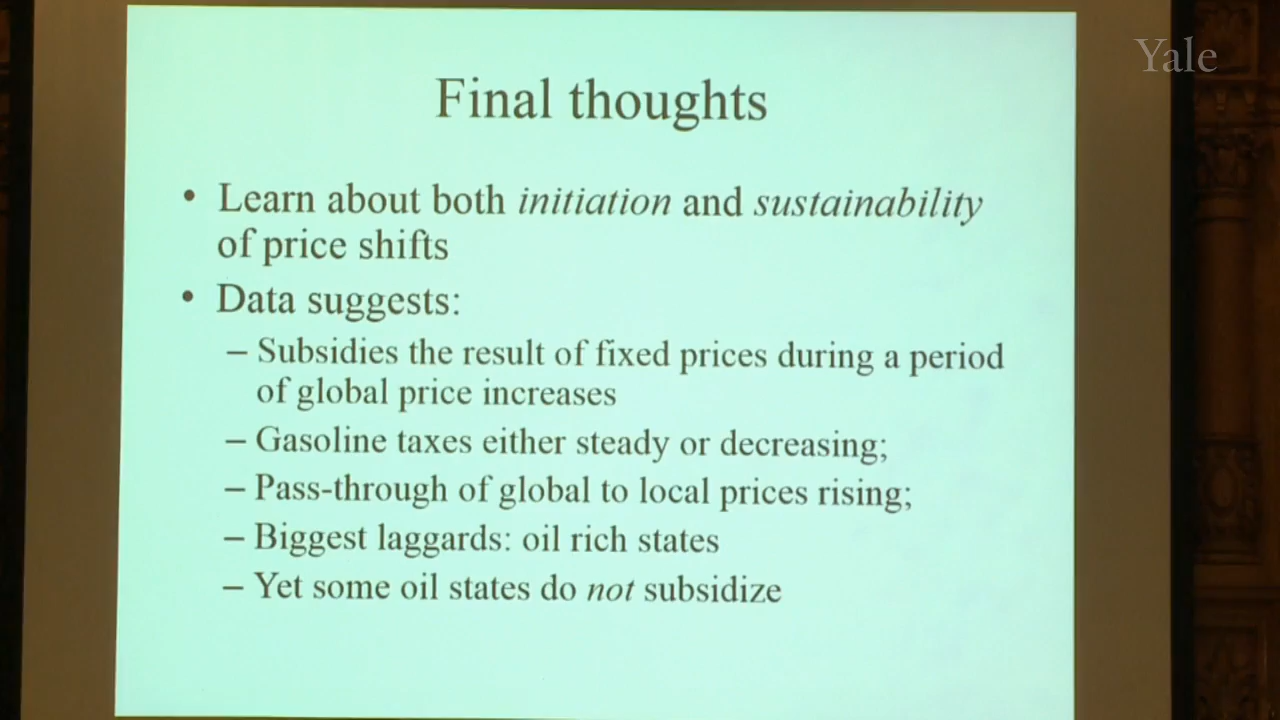 Yale
Final thoughts
• Learn about both initiation and sustainability
of price shifts
• Data suggests:
– Subsidies the result of fixed prices during a period
of global price increases
– Gasoline taxes either steady or decreasing;
– Pass-through of global to local prices rising;
– Biggest laggards: oil rich states
– Yet some oil states do not subsidize